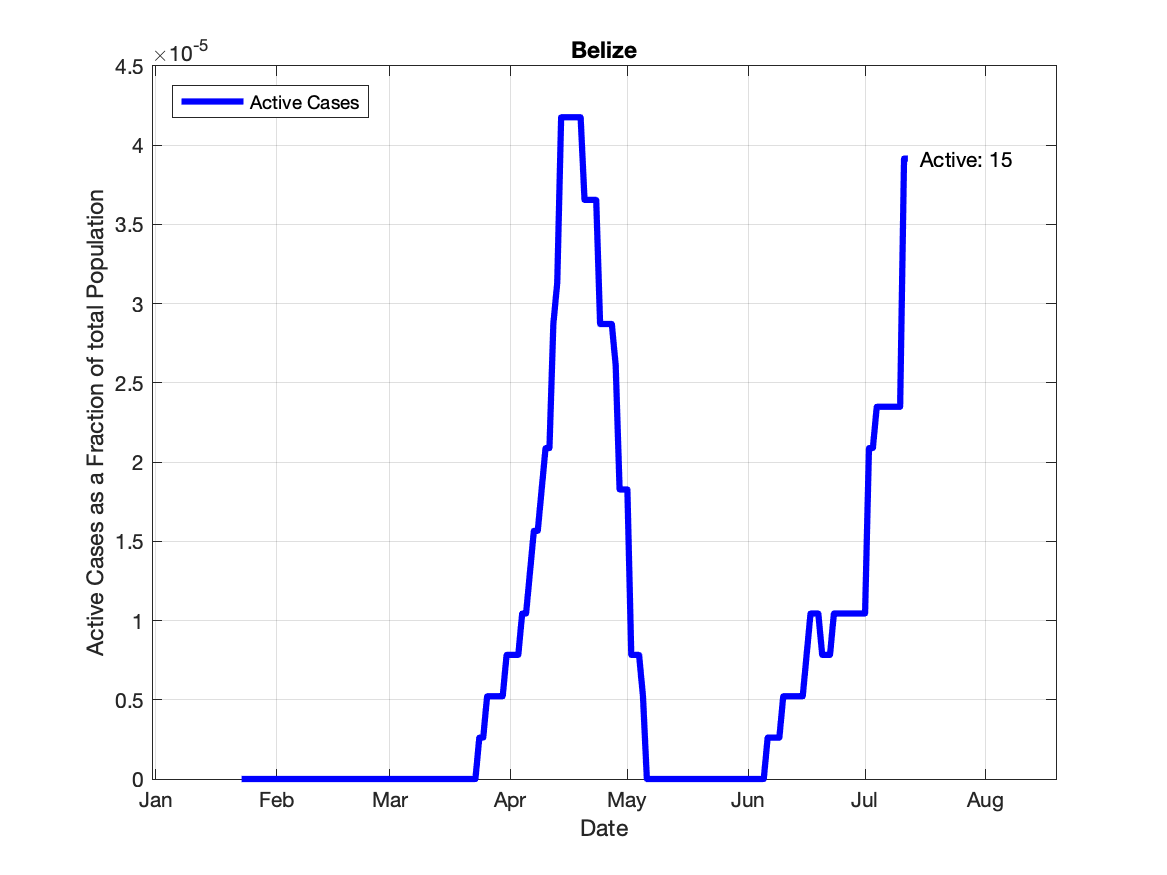 Belize
×10-5
4.5
4
3.5
3
2.5
2
1.5
1
0.5
0
Active Cases as a Fraction of total Population
Active Cases
Active: 15
Jan Feb Mar Apr May Jun Jul Aug
Date